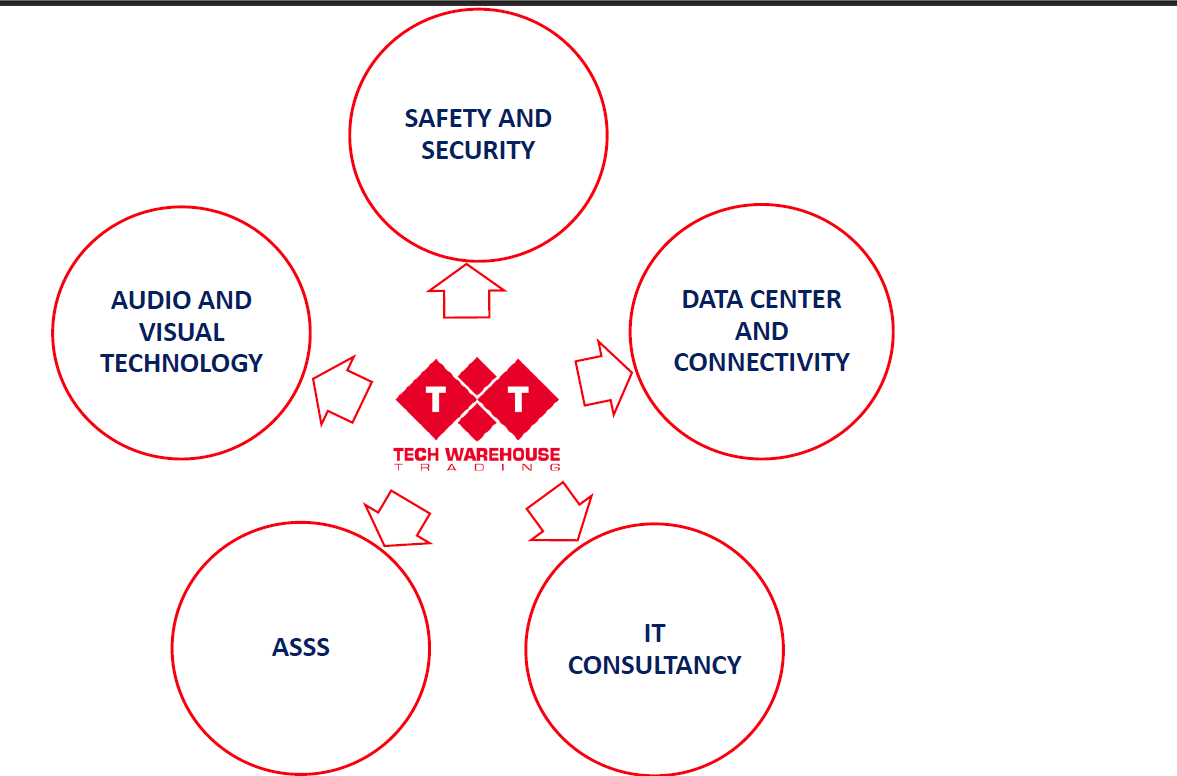 SAFETY AND
SECURITY
AUDIO AND
VISUAL
TECHNOLOGY
DATA CENTER
AND
CONNECTIVITY
T T
TECH WAREHOUSE
TRADING
ASSS
IT
CONSULTANCY